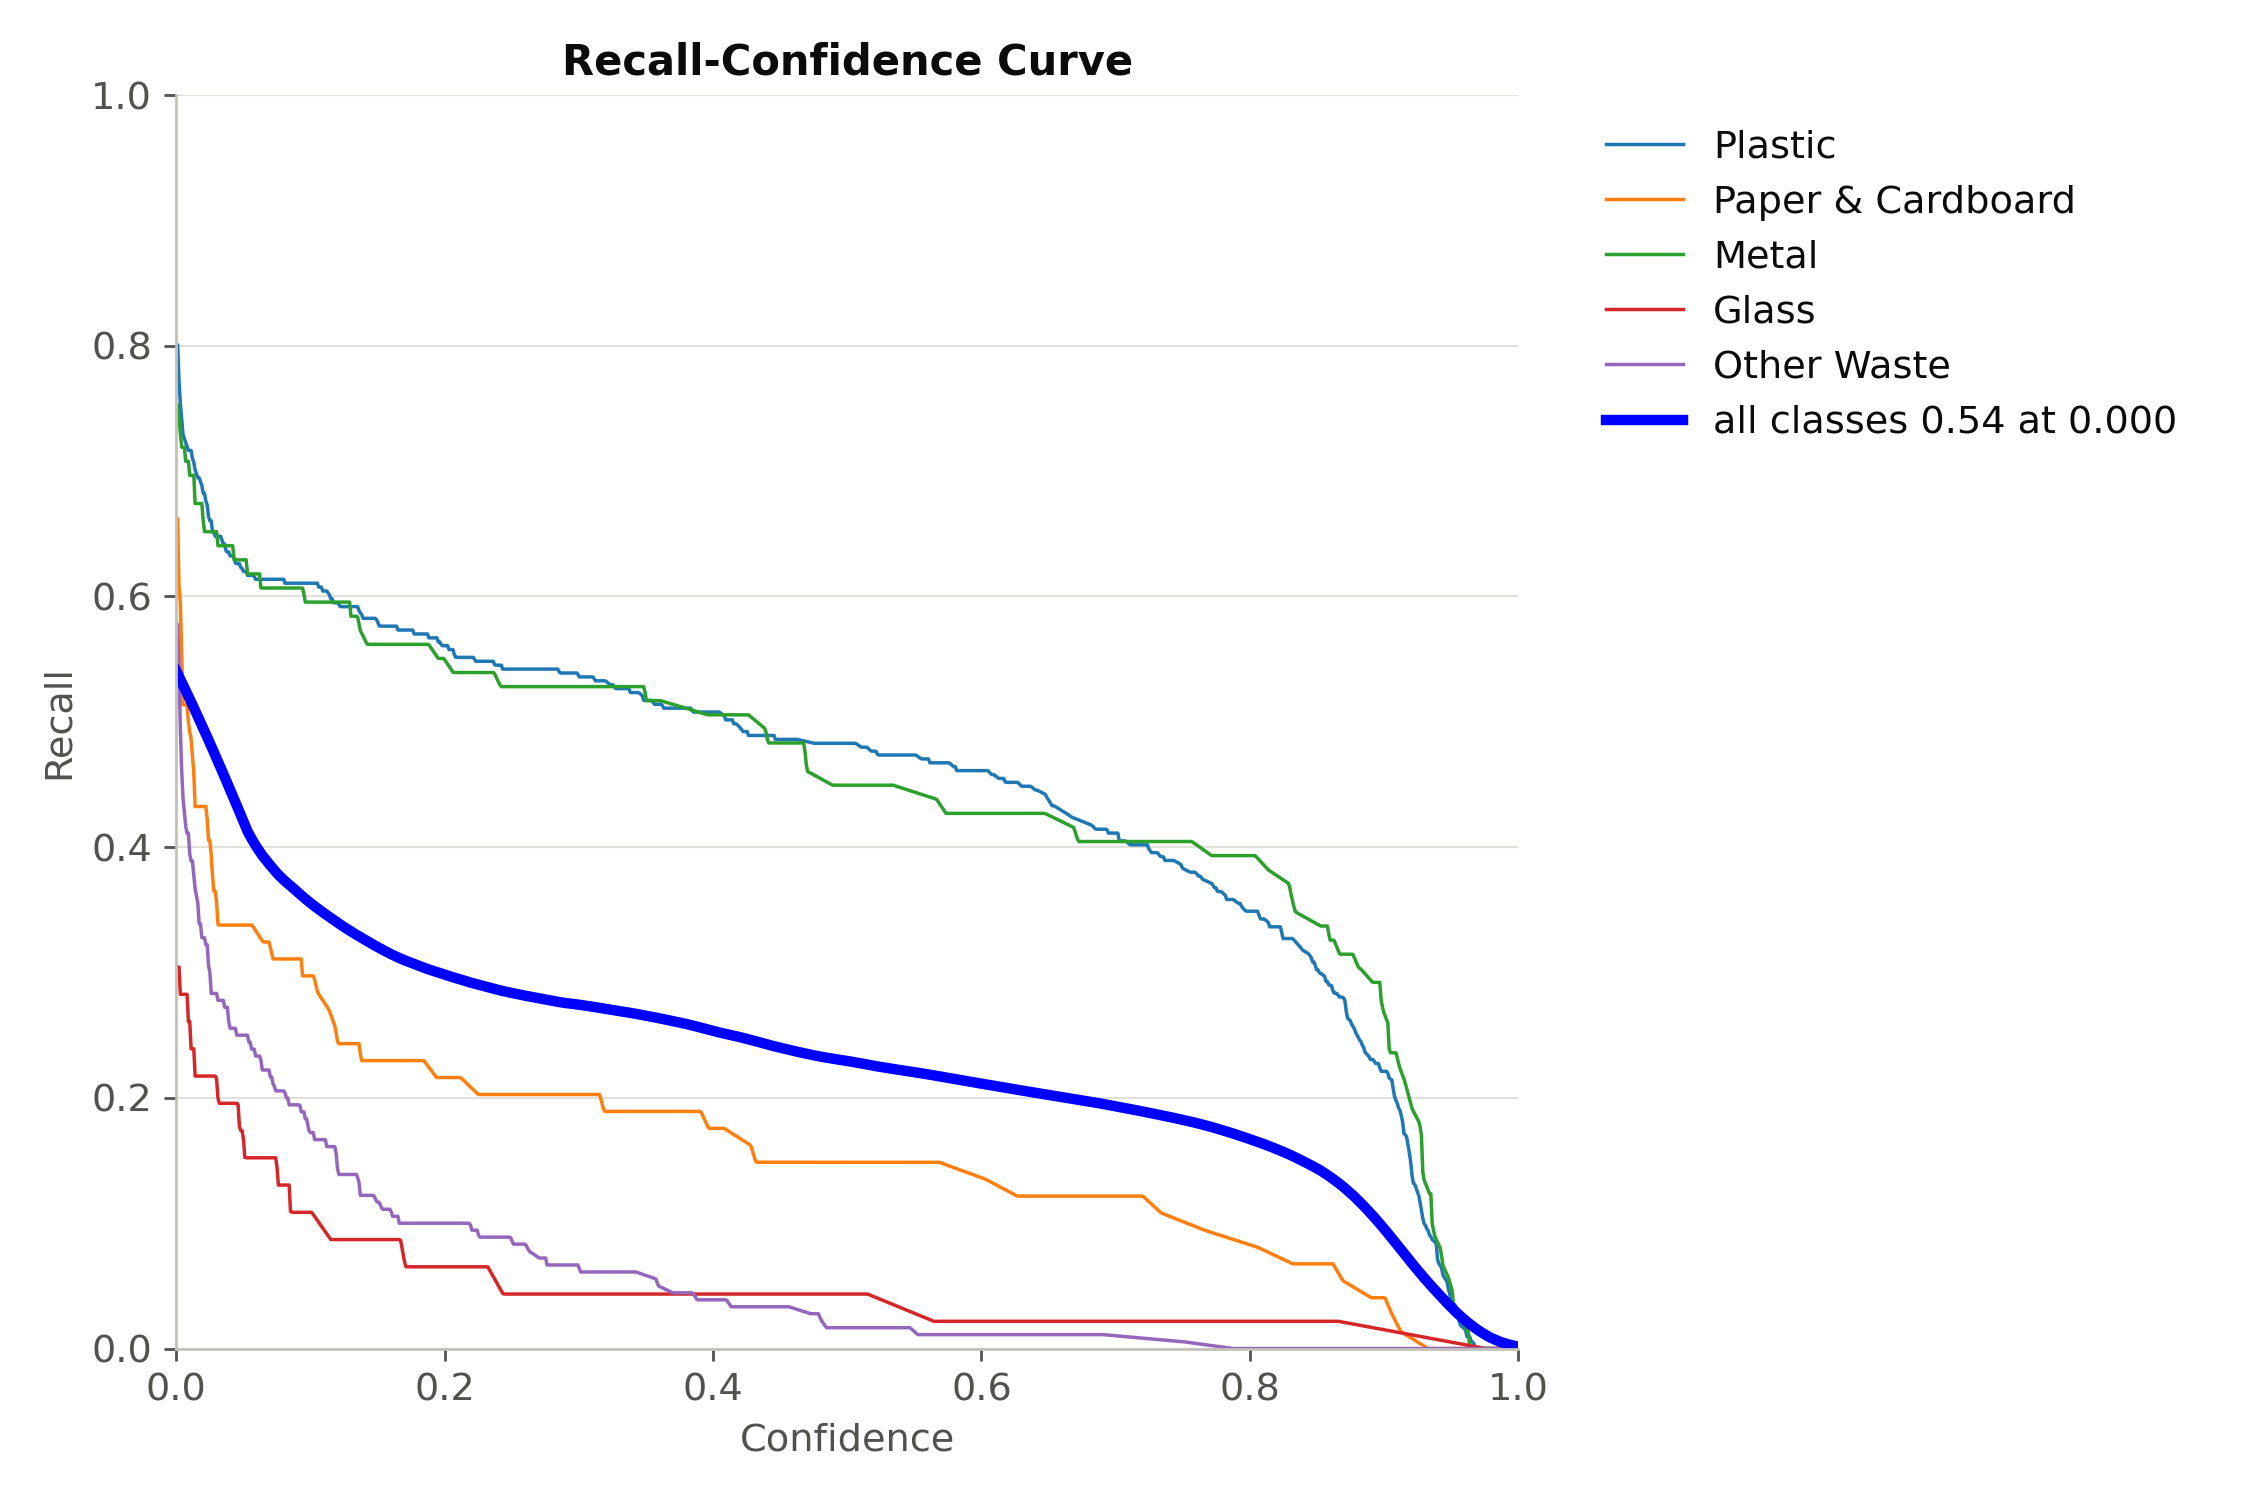 Recall-Confidence Curve
1.0
0.8
0.6
0.4
0.2
0.0
Recall
0.0 0.2 0.4 0.6 0.8 1.0
Confidence
Plastic
Paper & Cardboard
Metal
Glass
Other Waste
all classes 0.54 at 0.000